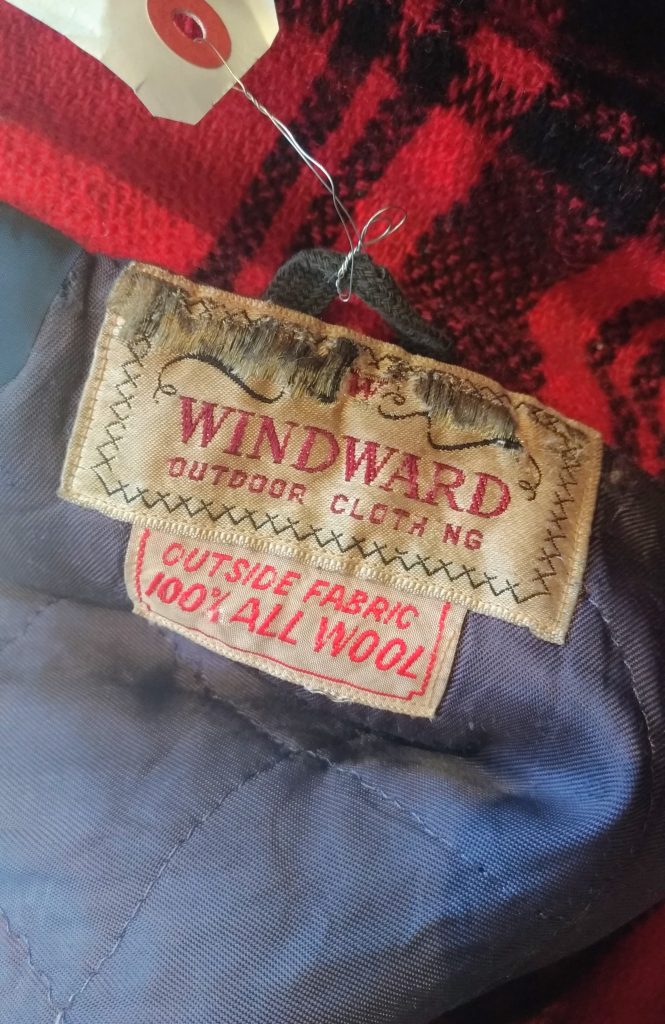 W
WINDWARD
OUTDOOR CLOTH NG
OUTSIDE FABRIC
100% ALL WOOL